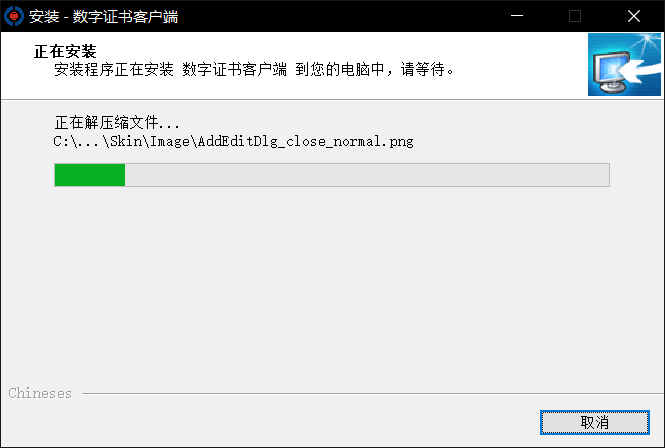 安装 - 数字证书客户端
正在安装
安装程序正在安装 数字证书客户端 到您的电脑中，请等待。
正在解压缩文件...
C:\...\Skin\Image\AddEditDlg_close_normal.png
Chineses
取消